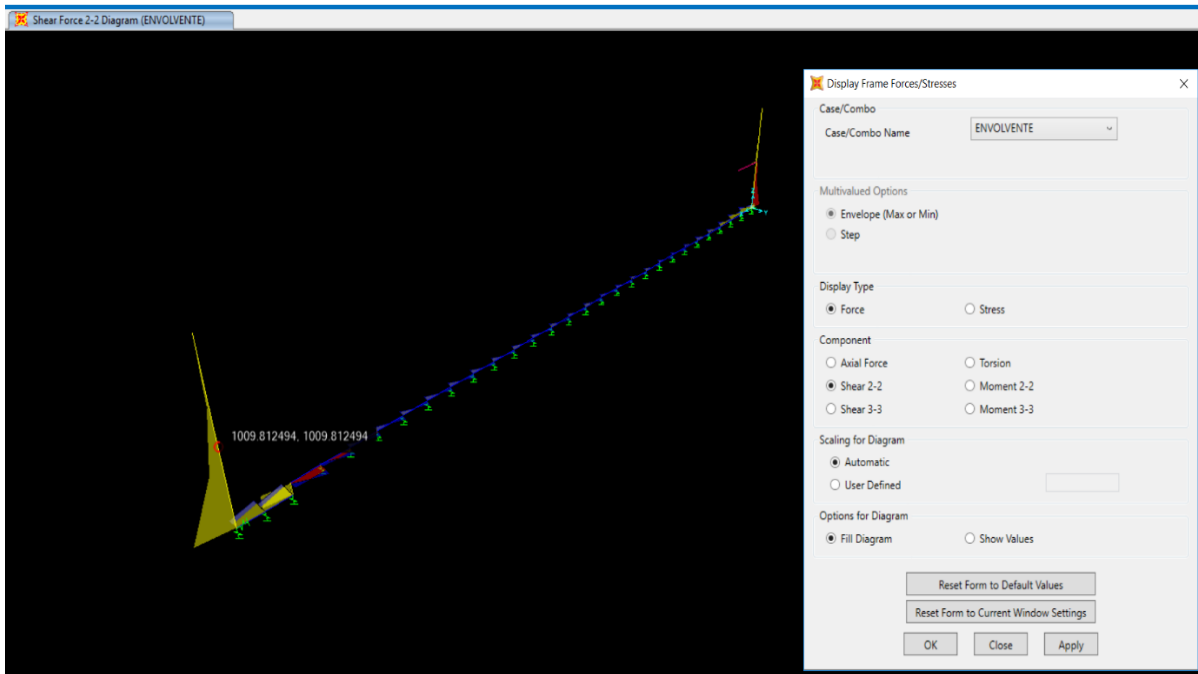 Shear Force 2-2 Diagram (ENVOLVENTE)
1009.812494, 1009.812494
Display Frame Forces/Stresses
Case/Combo
Case/Combo Name ENVOLVENTE
Multivalued Options
Envelope (Max or Min)
Step
Display Type
Force Stress
Component
Axial Force Torsion
Shear 2-2 Moment 2-2
Shear 3-3 Moment 3-3
Scaling for Diagram
Automatic
User Defined
Options for Diagram
Fill Diagram Show Values
Reset Form to Default Values
Reset Form to Current Window Settings
OK Close Apply